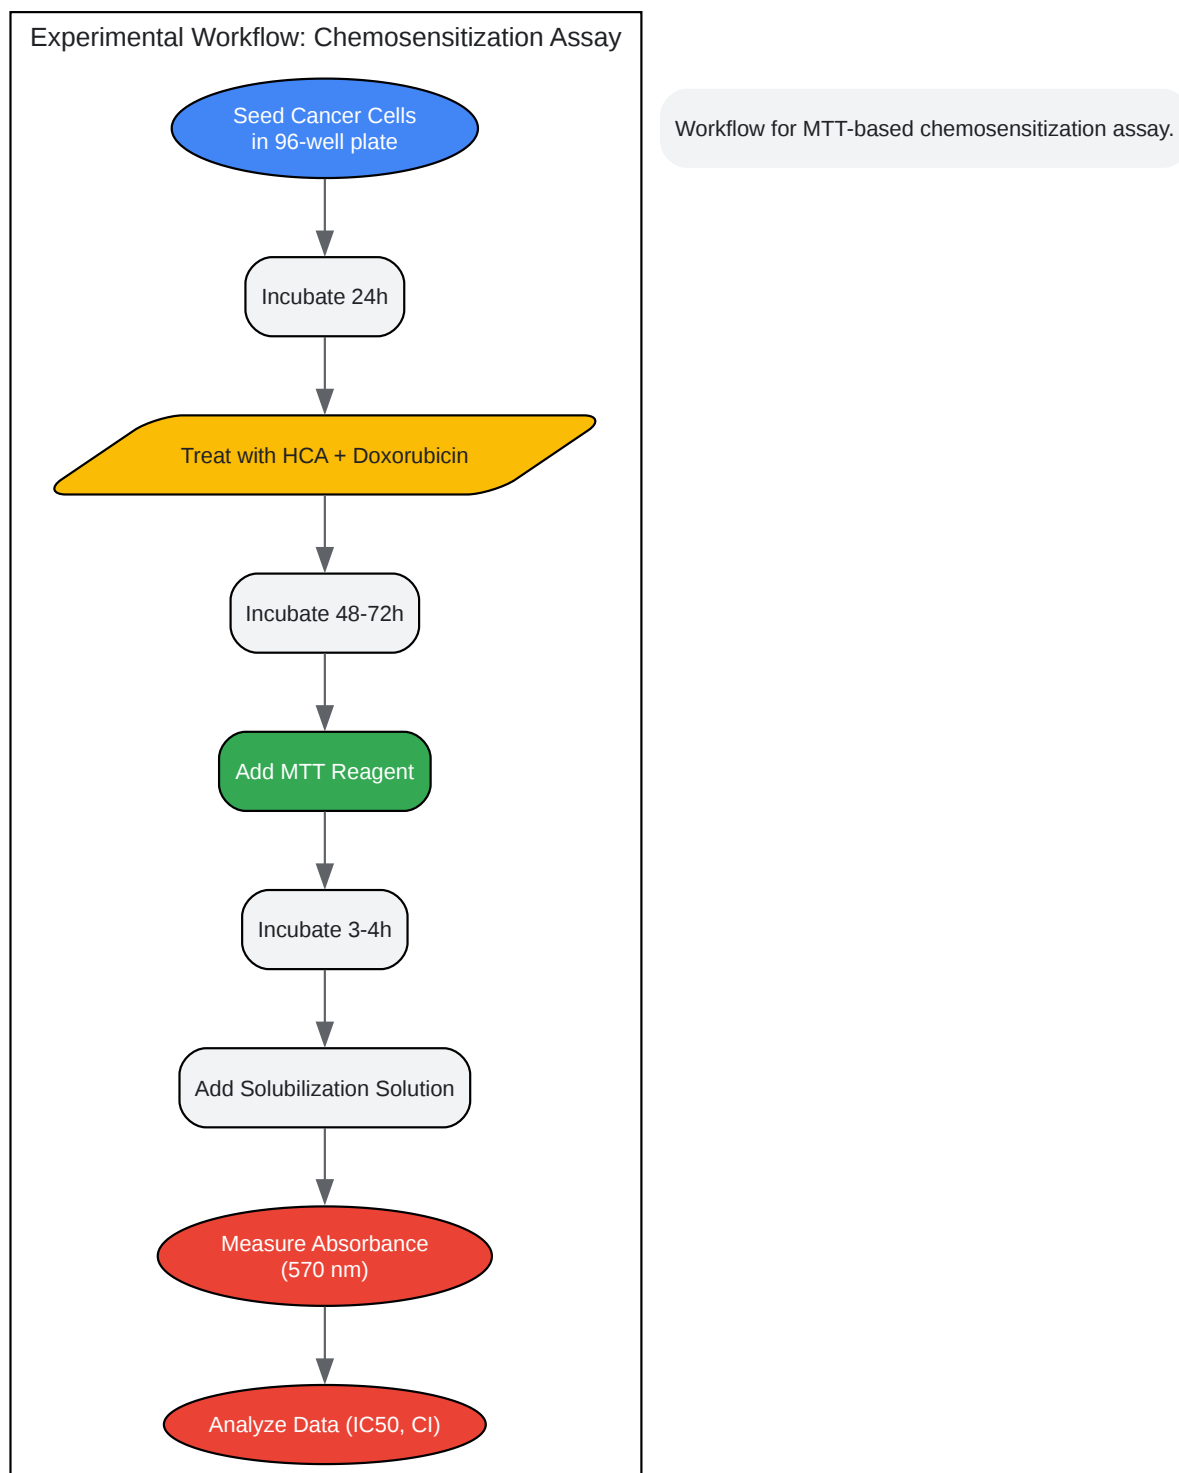 Experimental Workflow: Chemosensitization Assay
Seed Cancer Cells
in 96-well plate
Workflow for MTT-based chemosensitization assay.
Incubate 24h
Treat with HCA + Doxorubicin
Incubate 48-72h
Add MTT Reagent
Incubate 3-4h
Add Solubilization Solution
Measure Absorbance
(570 nm)
Analyze Data (IC50, CI)